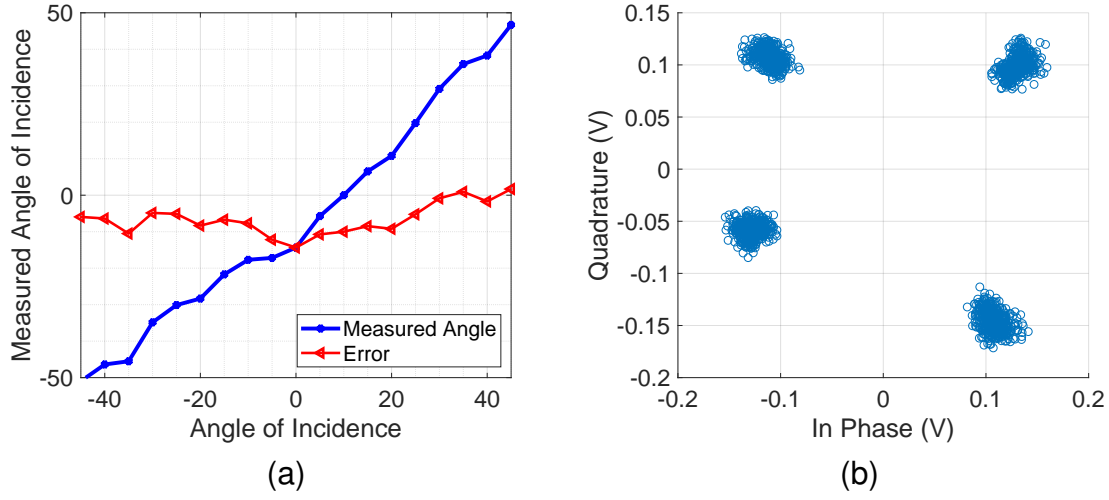 50
0
-50
Measured Angle of Incidence
-40
-20
0
20
40
Angle of Incidence
Measured Angle
Error
(a)
0.15
0.1
0.05
0
-0.05
-0.1
-0.15
-0.2
Quadrature (V)
-0.2
-0.1
0
0.1
0.2
In Phase (V)
(b)